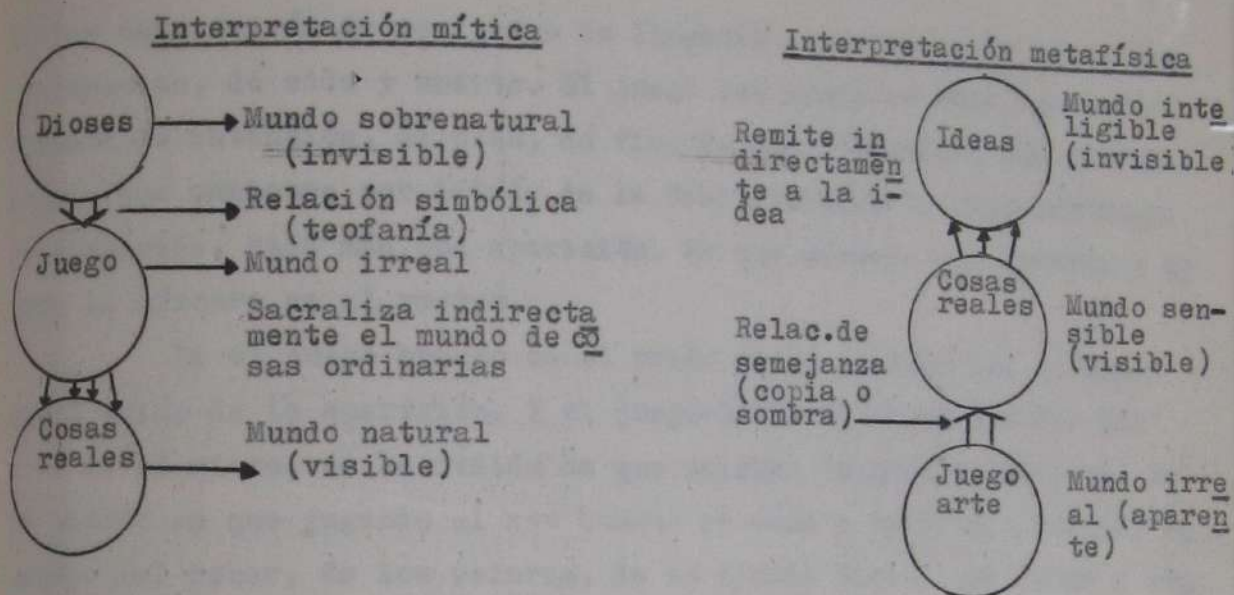 Interpretación mítica
Dioses
Mundo sobrenatural
(invisible)
Relación simbólica
(teofanía)
Juego
Mundo irreal
Sacraliza indirecta
mente el mundo de co
sas ordinarias
Cosas
reales
Mundo natural
(visible)
Interpretación metafísica
Remite in
directamen
te a la i-
dea
Ideas
Mundo inte
ligible
(invisible)
Cosas
reales
Mundo sen-
sible
(visible)
Relac.de
semejanza
(copia o
sombra)
Juego
arte
Mundo irre
al (aparen
te)